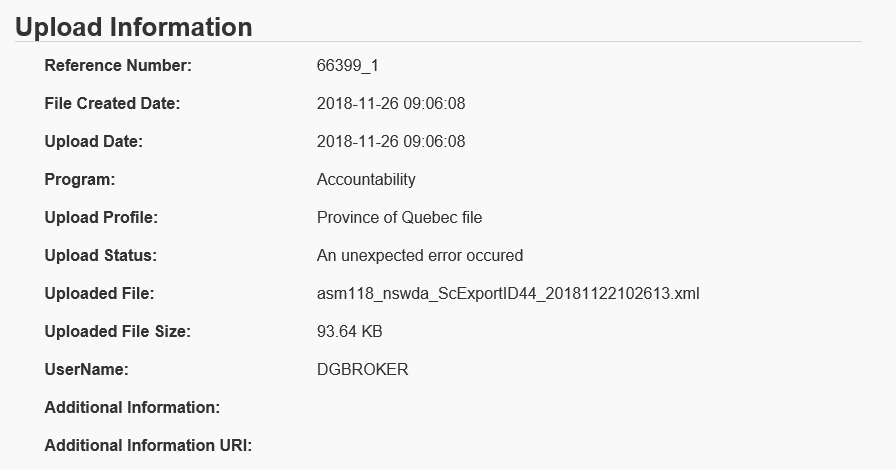 Upload Information
Reference Number: 66399_1
File Created Date: 2018-11-26 09:06:08
Upload Date: 2018-11-26 09:06:08
Program: Accountability
Upload Profile: Province of Quebec file
Upload Status: An unexpected error occured
Uploaded File: asm118_nswda_ScExportID44_20181122102613.xml
Uploaded File Size: 93.64 KB
UserName: DGBROKER
Additional Information:
Additional Information URI: